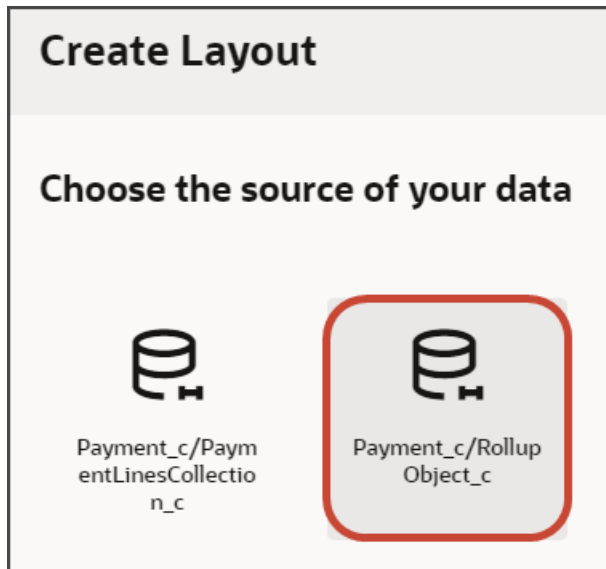 Create Layout
Choose the source of your data
Payment_c/Paym
entLinesCollectio
n_c
Payment_c/Rollup
Object_c